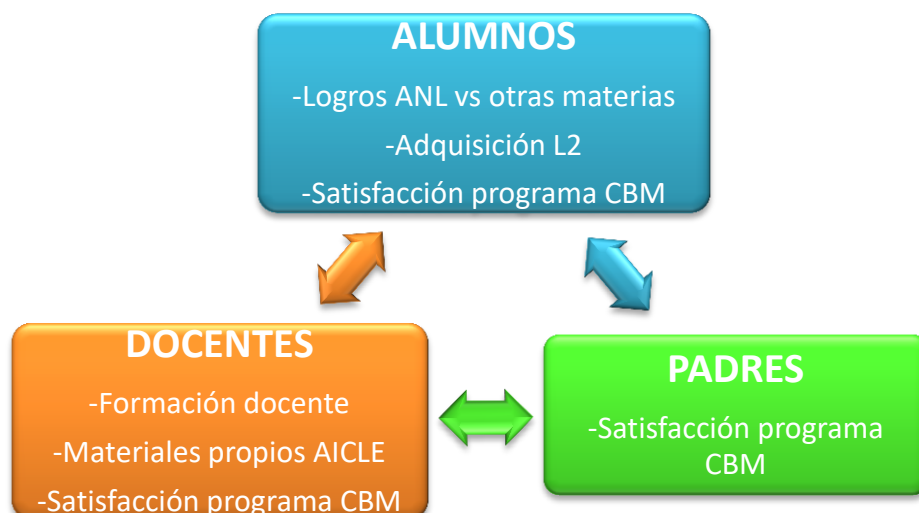 ALUMNOS
-Logros ANL vs otras materias
-Adquisición L2
-Satisfacción programa CBM
DOCENTES
-Formación docente
-Materiales propios AICLE
-Satisfacción programa CBM
PADRES
-Satisfacción programa
CBM